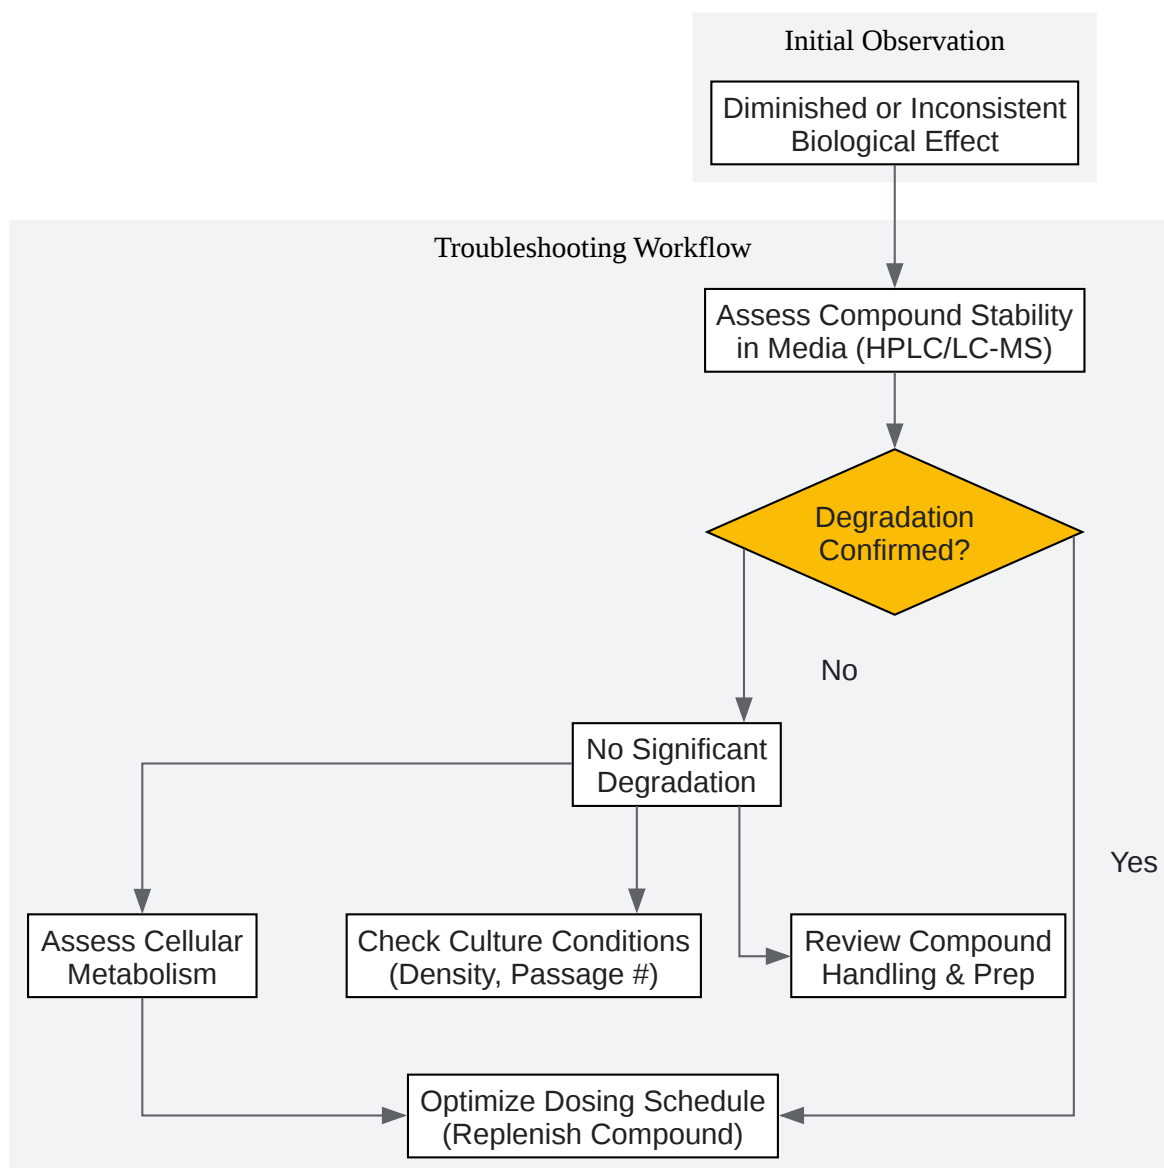 Initial Observation
Diminished or Inconsistent
Biological Effect
Troubleshooting Workflow
Assess Compound Stability
in Media (HPLC/LC-MS)
Degradation
Confirmed?
No
No Significant
Degradation
Yes
Assess Cellular
Metabolism
Check Culture Conditions
(Density, Passage #)
Review Compound
Handling & Prep
Optimize Dosing Schedule
(Replenish Compound)